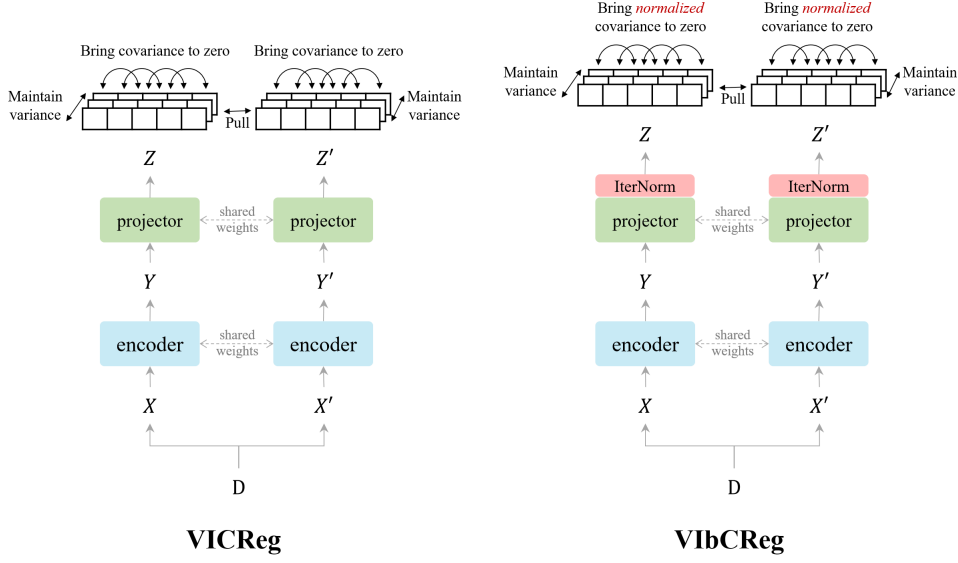 Bring covariance to zero
Bring covariance to zero
Maintain
variance
Pull
Maintain
variance
Z
Z′
projector
shared
weights
projector
Y
Y′
encoder
shared
weights
encoder
X
X′
D
VICReg
Bring normalized
covariance to zero
Bring normalized
covariance to zero
Maintain
variance
Pull
Maintain
variance
Z
Z′
IterNorm
IterNorm
projector
shared
weights
projector
Y
Y′
encoder
shared
weights
encoder
X
X′
D
VIbCReg